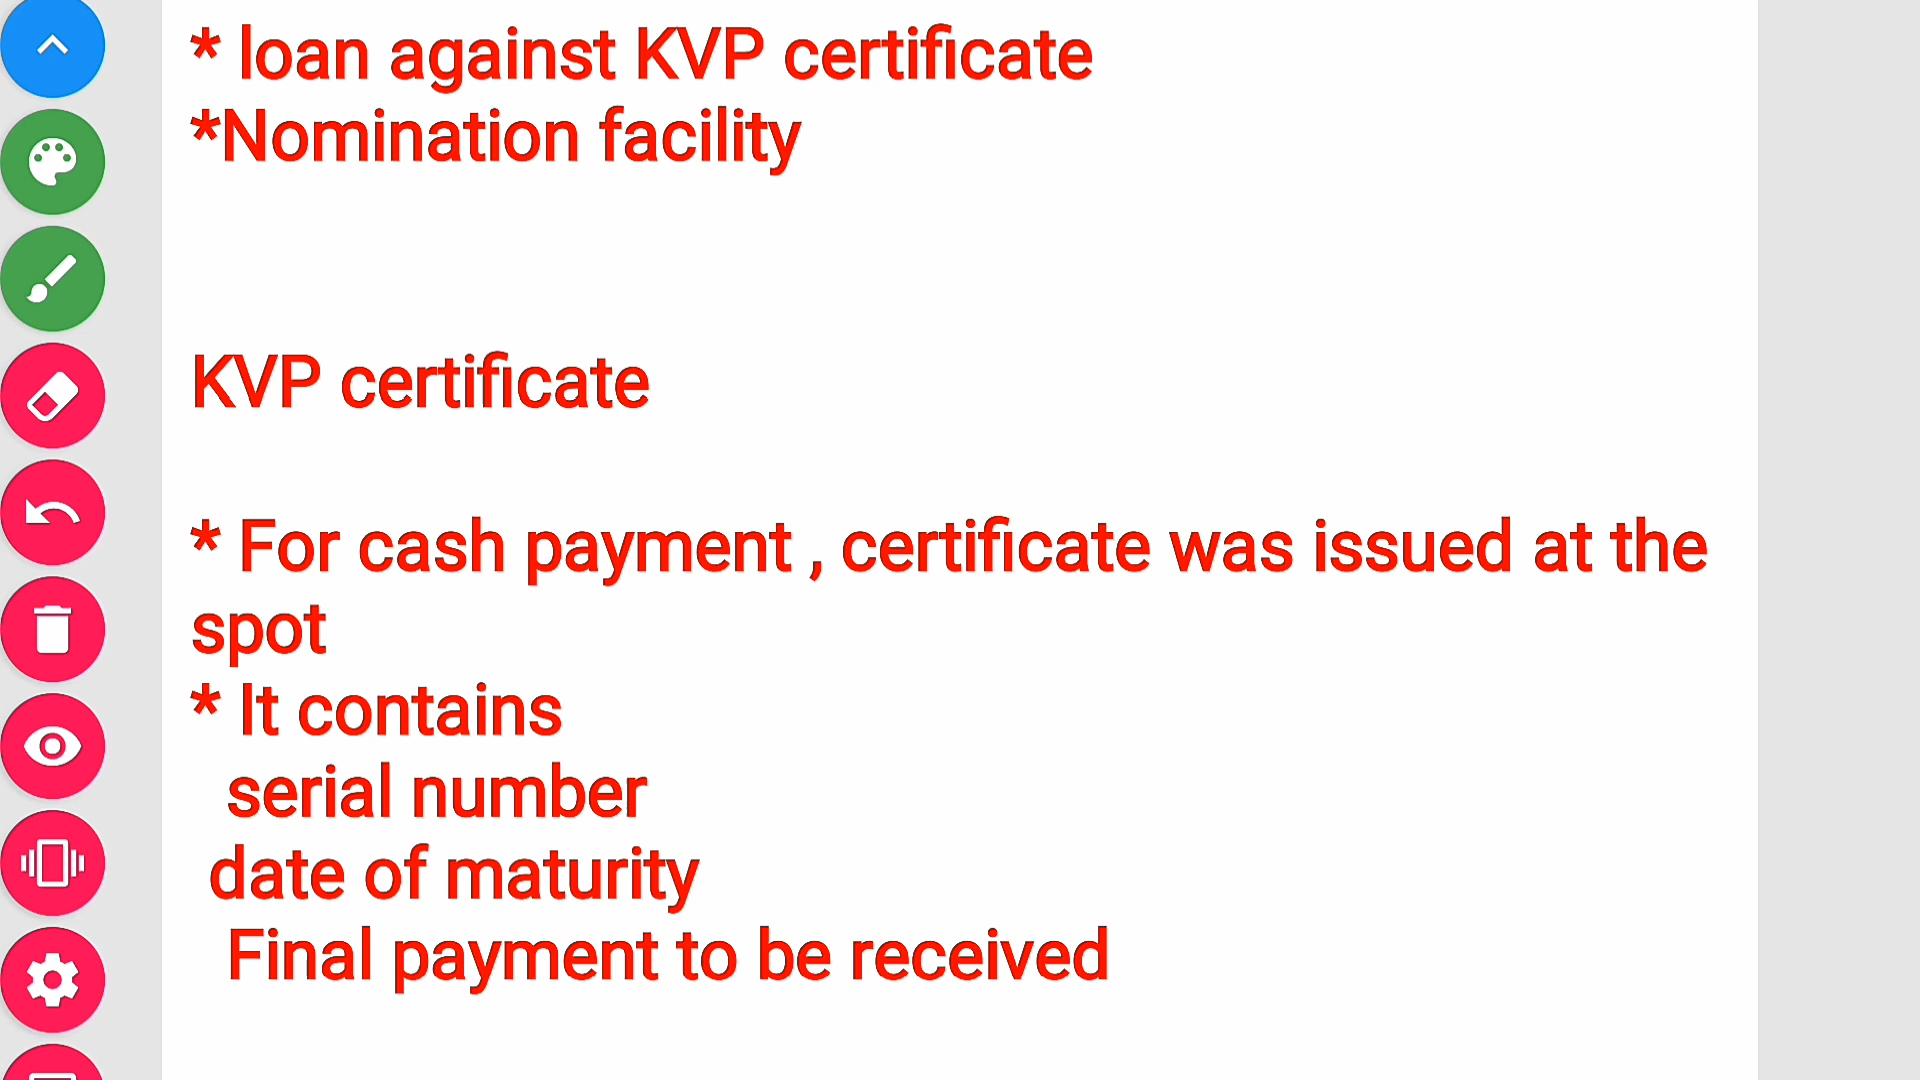 * loan against KVP certificate
*Nomination facility
KVP certificate
* For cash payment , certificate was issued at the
spot
* It contains
serial number
date of maturity
Final payment to be received